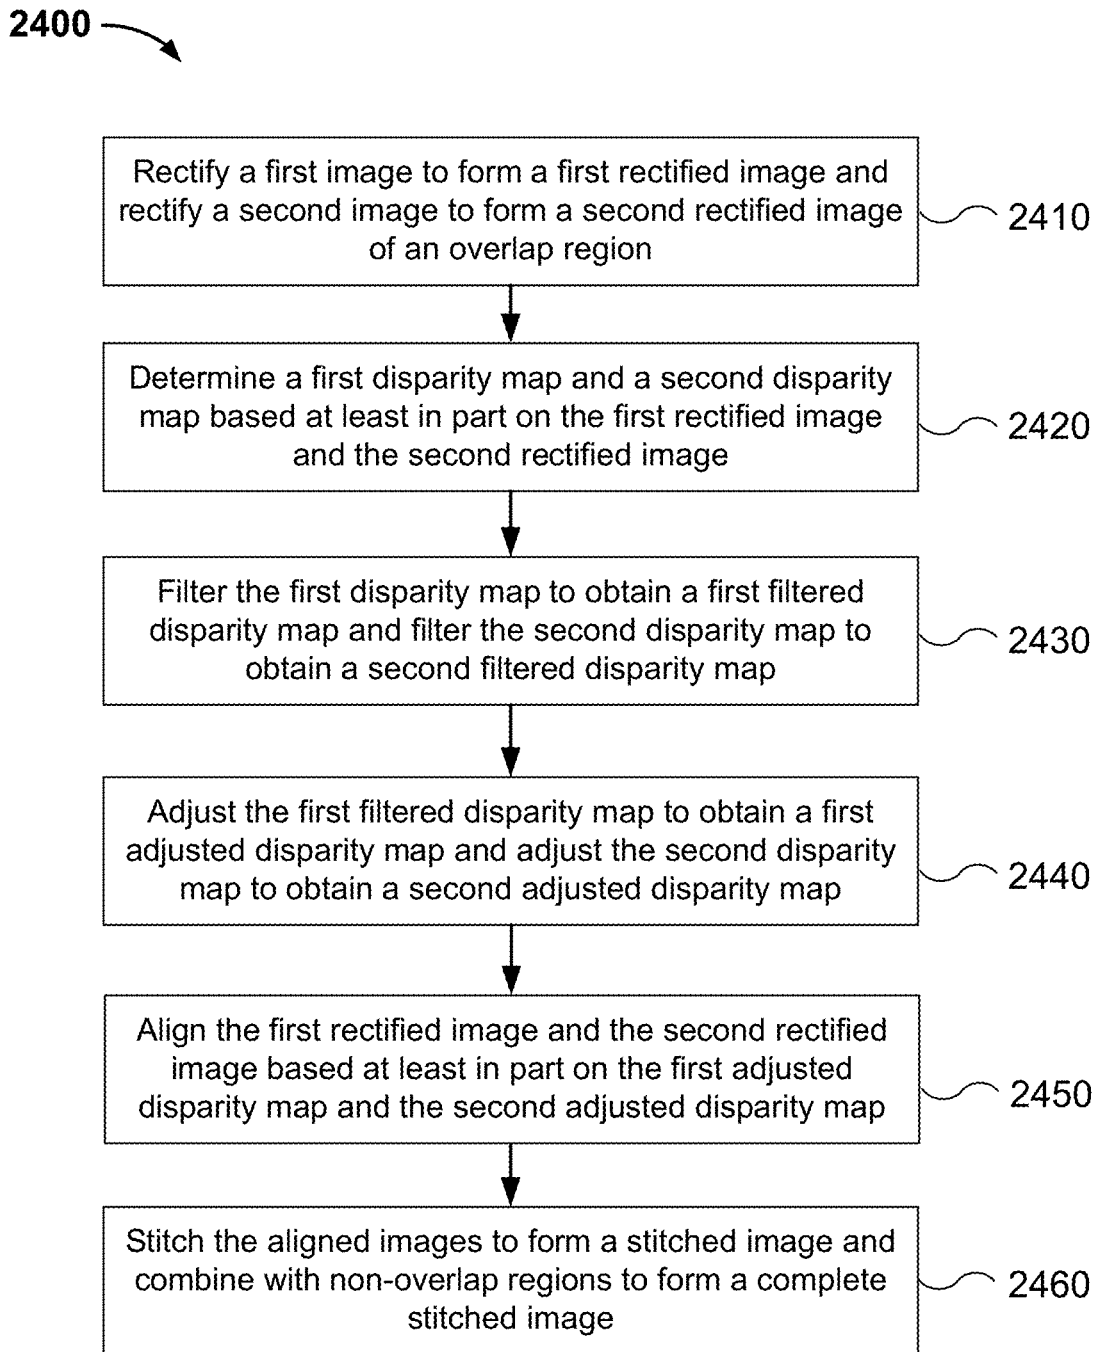 2400
Rectify a first image to form a first rectified image and
rectify a second image to form a second rectified image
of an overlap region
2410
Determine a first disparity map and a second disparity
map based at least in part on the first rectified image
and the second rectified image
2420
Filter the first disparity map to obtain a first filtered
disparity map and filter the second disparity map to
obtain a second filtered disparity map
2430
Adjust the first filtered disparity map to obtain a first
adjusted disparity map and adjust the second disparity
map to obtain a second adjusted disparity map
2440
Align the first rectified image and the second rectified
image based at least in part on the first adjusted
disparity map and the second adjusted disparity map
2450
Stitch the aligned images to form a stitched image and
combine with non-overlap regions to form a complete
stitched image
2460